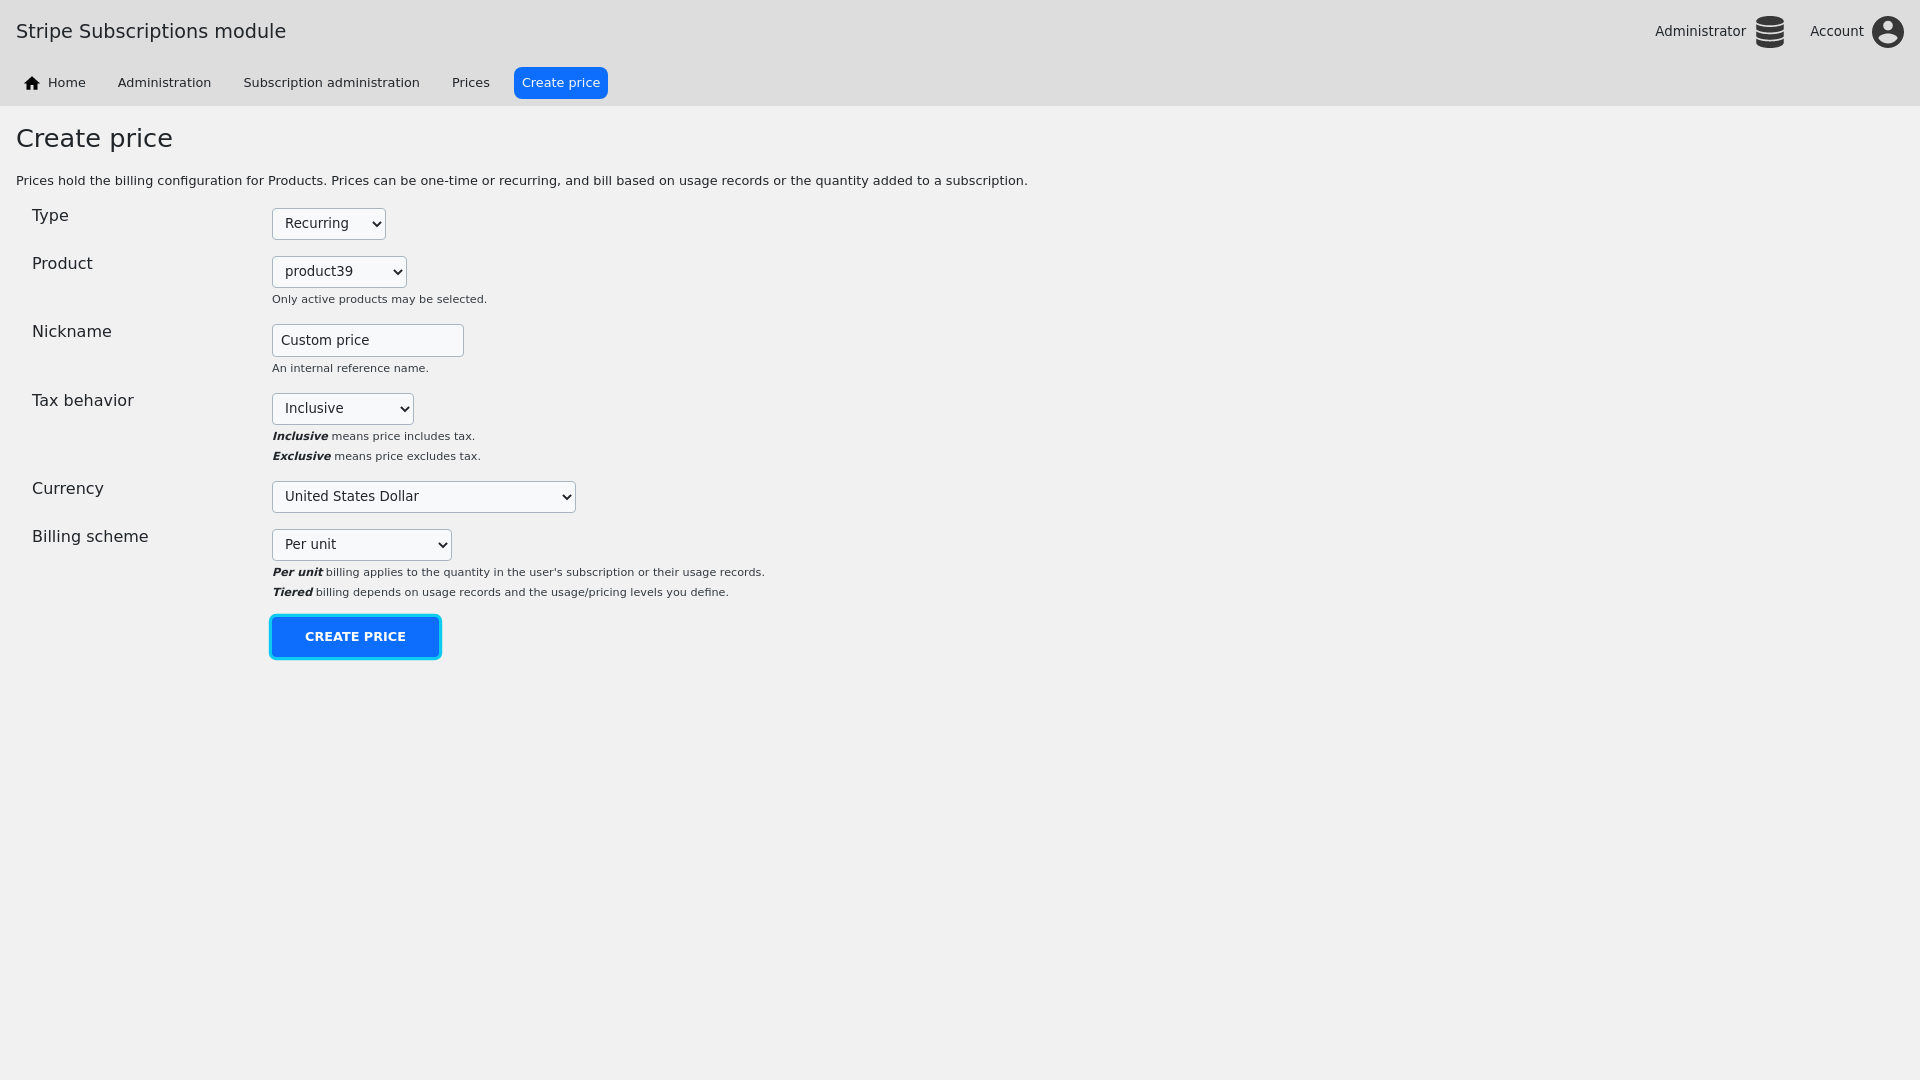 Stripe Subscriptions module
Administrator
Account
Home
Administration
Subscription administration
Prices
Create price
Create price
Prices hold the billing configuration for Products. Prices can be one-time or recurring, and bill based on usage records or the quantity added to a subscription.
Type
Recurring
Product
product39
Only active products may be selected.
Nickname
Custom price
An internal reference name.
Tax behavior
Inclusive
Inclusive means price includes tax.
Exclusive means price excludes tax.
Currency
United States Dollar
Billing scheme
Per unit
Per unit billing applies to the quantity in the user's subscription or their usage records.
Tiered billing depends on usage records and the usage/pricing levels you define.
CREATE PRICE